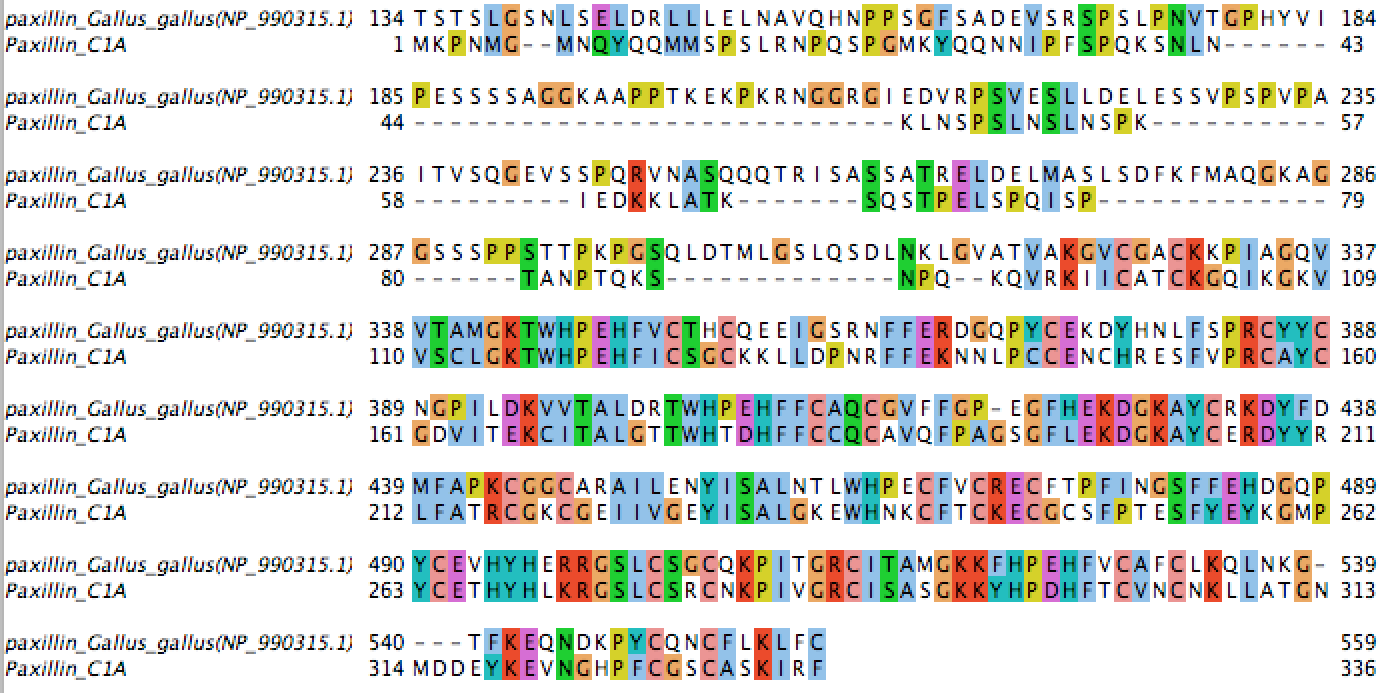 paxillin_Gallus_gallus(NP_990315.1) 134 TSTSLGSNLSELDRLLLELNAVQHNPPSGFSADEVSRSPSLPNVTGPHYVI 184
Paxillin_C1A 1 MKPNMG--MNQYQQMMSPSLRNPQSPGMKYQQNNIPFSPQKSNLN------ 43
paxillin_Gallus_gallus(NP_990315.1) 185 PESSSSAGGKAAPPTKEKPKRNGGRGIEDVRPSVESLLDELESSVPSPVPA 235
Paxillin_C1A 44 ---------------------------KLNSPSLNSLNSPK---------- 57
paxillin_Gallus_gallus(NP_990315.1) 236 ITVSQGEVSSPQRVNASQQQTRISASSATRELDELMASLSDFKFMAQGKAG 286
Paxillin_C1A 58 ---------IEDKKLATK-------SQSTPELSPQISP------------- 79
paxillin_Gallus_gallus(NP_990315.1) 287 GSSSPPSTTPKPGSQLDTMLGSLQSDLNKLGVATVAKGVCGACKKPIAGQV 337
Paxillin_C1A 80 ------TANPTQKS-------------NPQ--KQVRKIICATCKGQIKGKV 109
paxillin_Gallus_gallus(NP_990315.1) 338 VTAMGKTWHPEHFVCTHCQEEIGSRNFFERDGQPYCEKDYHNLFSPRCYYC 388
Paxillin_C1A 110 VSCLGKTWHPEHFICSGCKKLLDPNRFFEKNNLPCCENCHRESFVPRCAYC 160
paxillin_Gallus_gallus(NP_990315.1) 389 NGPILDKVVTALDRTWHPEHFFCAQCGVFFGP-EGFHEKDGKAYCRKDYFD 438
Paxillin_C1A 161 GDVITEKCITALGTTWHTDHFFCCQCAVQFPAGSGFLEKDGKAYCERDYYR 211
paxillin_Gallus_gallus(NP_990315.1) 439 MFAPKCGGCARAILENYISALNTLWHPECFVCRECFTPFINGSFFEHDGQP 489
Paxillin_C1A 212 LFATRCGKCGEIIVGEYISALGKEWHNKCFTCKECGCSFPTESFYEYKGMP 262
paxillin_Gallus_gallus(NP_990315.1) 490 YCEVHYHERRGSLCSGCQKPITGRCITAMGKKFHPEHFVCAFCLKQLNKG- 539
Paxillin_C1A 263 YCETHYHLKRGSLCSRCNKPIVGRCISASGKKYHPDHFTCVNCNKLLATGN 313
paxillin_Gallus_gallus(NP_990315.1) 540 ---TFKEQNDKPYCQNCFLKLFC 559
Paxillin_C1A 314 MDDEYKEVNGHPFCGSCASKIRF 336